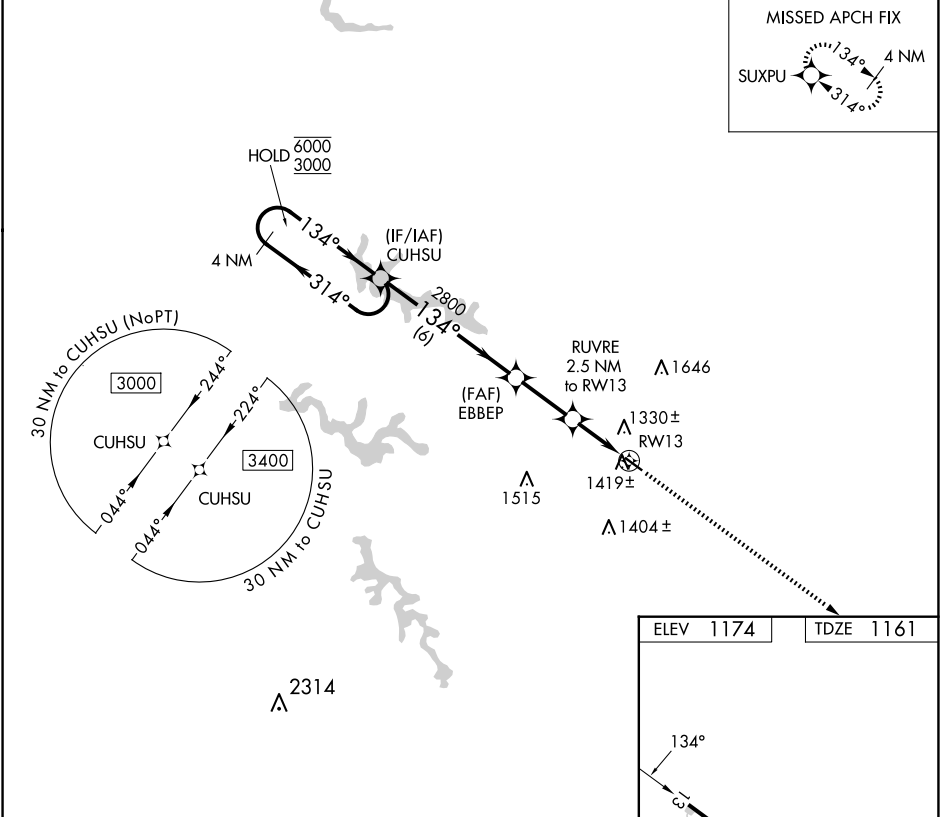 MISSED APCH FIX
SUXPU
134°
4 NM
314°
HOLD 6000
3000
134°
4 NM
314°
(IF/IAF)
CUHSU
2800
134°
(6)
(FAF)
EBBEP
RUVRE
2.5 NM
to RW13
1646
1330±
RW13
1419±
1515
1404±
30 NM to CUHSU (NoPT)
3000
244°
CUHSU
044°
224°
3400
CUHSU
044°
30 NM to CUHSU
2314
ELEV 1174
TDZE 1161
134°
13